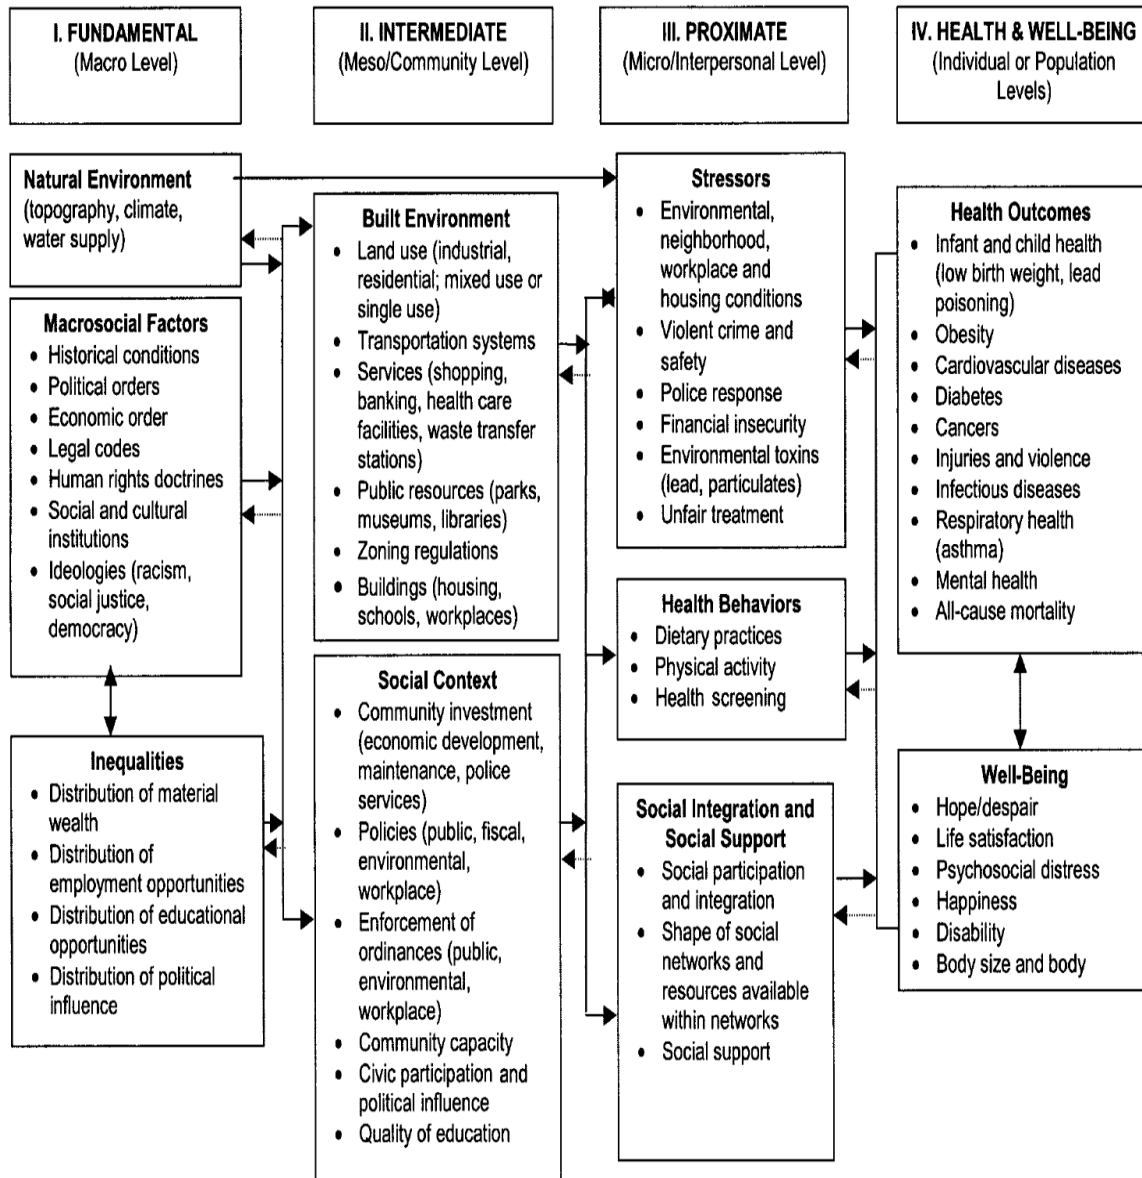 I. FUNDAMENTAL
(Macro Level)
II. INTERMEDIATE
(Meso/Community Level)
III. PROXIMATE
(Micro/Interpersonal Level)
IV. HEALTH & WELL-BEING
(Individual or Population
Levels)
Natural Environment
(topography, climate,
water supply)
Macrosocial Factors
• Historical conditions
• Political orders
• Economic order
• Legal codes
• Human rights doctrines
• Social and cultural
institutions
• Ideologies (racism,
social justice,
democracy)
Inequalities
• Distribution of material
wealth
• Distribution of
employment opportunities
• Distribution of educational
opportunities
• Distribution of political
influence
Built Environment
• Land use (industrial,
residential; mixed use or
single use)
• Transportation systems
• Services (shopping,
banking, health care
facilities, waste transfer
stations)
• Public resources (parks,
museums, libraries)
• Zoning regulations
• Buildings (housing,
schools, workplaces)
Social Context
• Community investment
(economic development,
maintenance, police
services)
• Policies (public, fiscal,
environmental,
workplace)
• Enforcement of
ordinances (public,
environmental,
workplace)
• Community capacity
• Civic participation and
political influence
• Quality of education
Stressors
• Environmental,
neighborhood,
workplace and
housing conditions
• Violent crime and
safety
• Police response
• Financial insecurity
• Environmental toxins
(lead, particulates)
• Unfair treatment
Health Behaviors
• Dietary practices
• Physical activity
• Health screening
Social Integration and
Social Support
• Social participation
and integration
• Shape of social
networks and
resources available
within networks
• Social support
Health Outcomes
• Infant and child health
(low birth weight, lead
poisoning)
• Obesity
• Cardiovascular diseases
• Diabetes
• Cancers
• Injuries and violence
• Infectious diseases
• Respiratory health
(asthma)
• Mental health
• All-cause mortality
Well-Being
• Hope/despair
• Life satisfaction
• Psychosocial distress
• Happiness
• Disability
• Body size and body